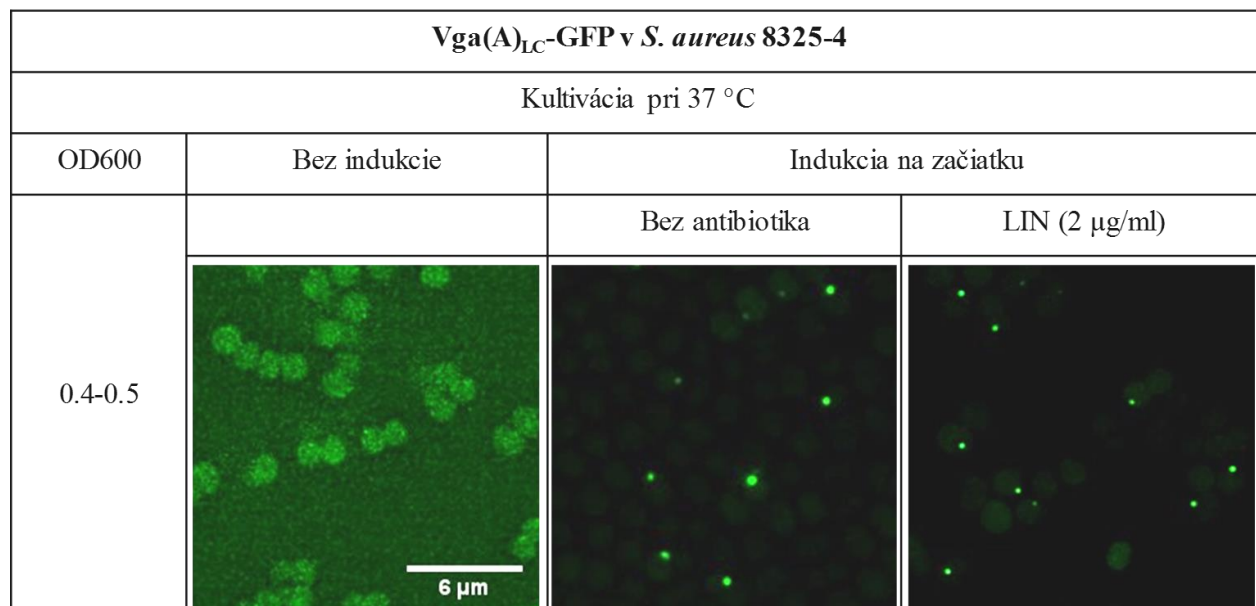 Vga(A)LC-GFP v S. aureus 8325-4
Kultivácia pri 37 °C
OD600
Bez indukcie
Indukcia na začiatku
Bez antibiotika
LIN (2 µg/ml)
0.4-0.5
6 µm